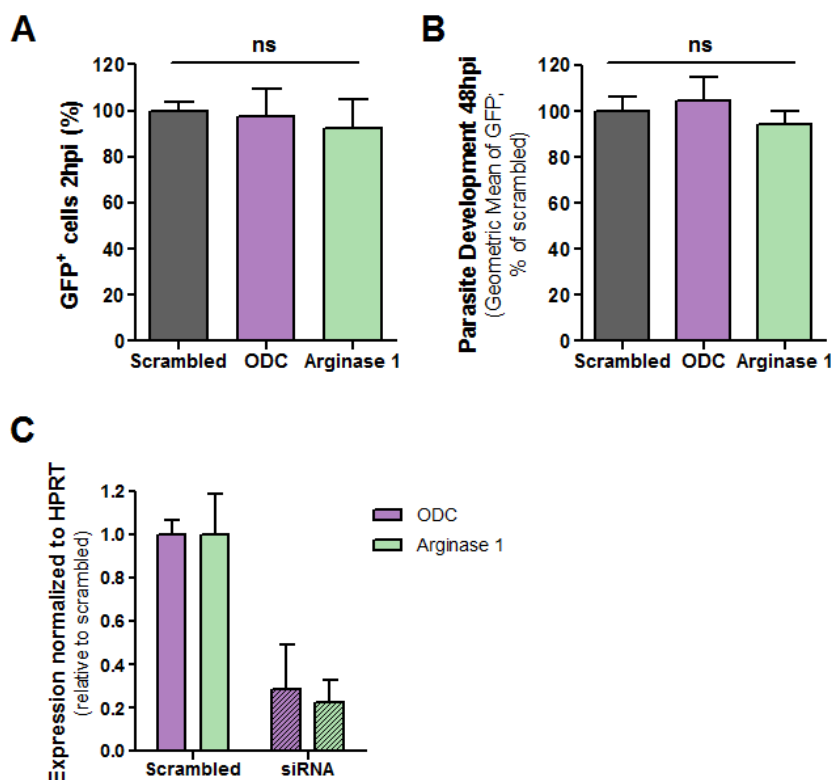 A
ns
GFP⁺ cells 2hpi (%)
120
100
80
60
40
20
0
Scrambled ODC Arginase 1
B
ns
Parasite Development 48hpi
(Geometric Mean of GFP;
% of scrambled)
120
100
80
60
40
20
0
Scrambled ODC Arginase 1
C
Expression normalized to HPRT
(relative to scrambled)
1.2
1.0
0.8
0.6
0.4
0.2
0.0
Scrambled siRNA
ODC
Arginase 1